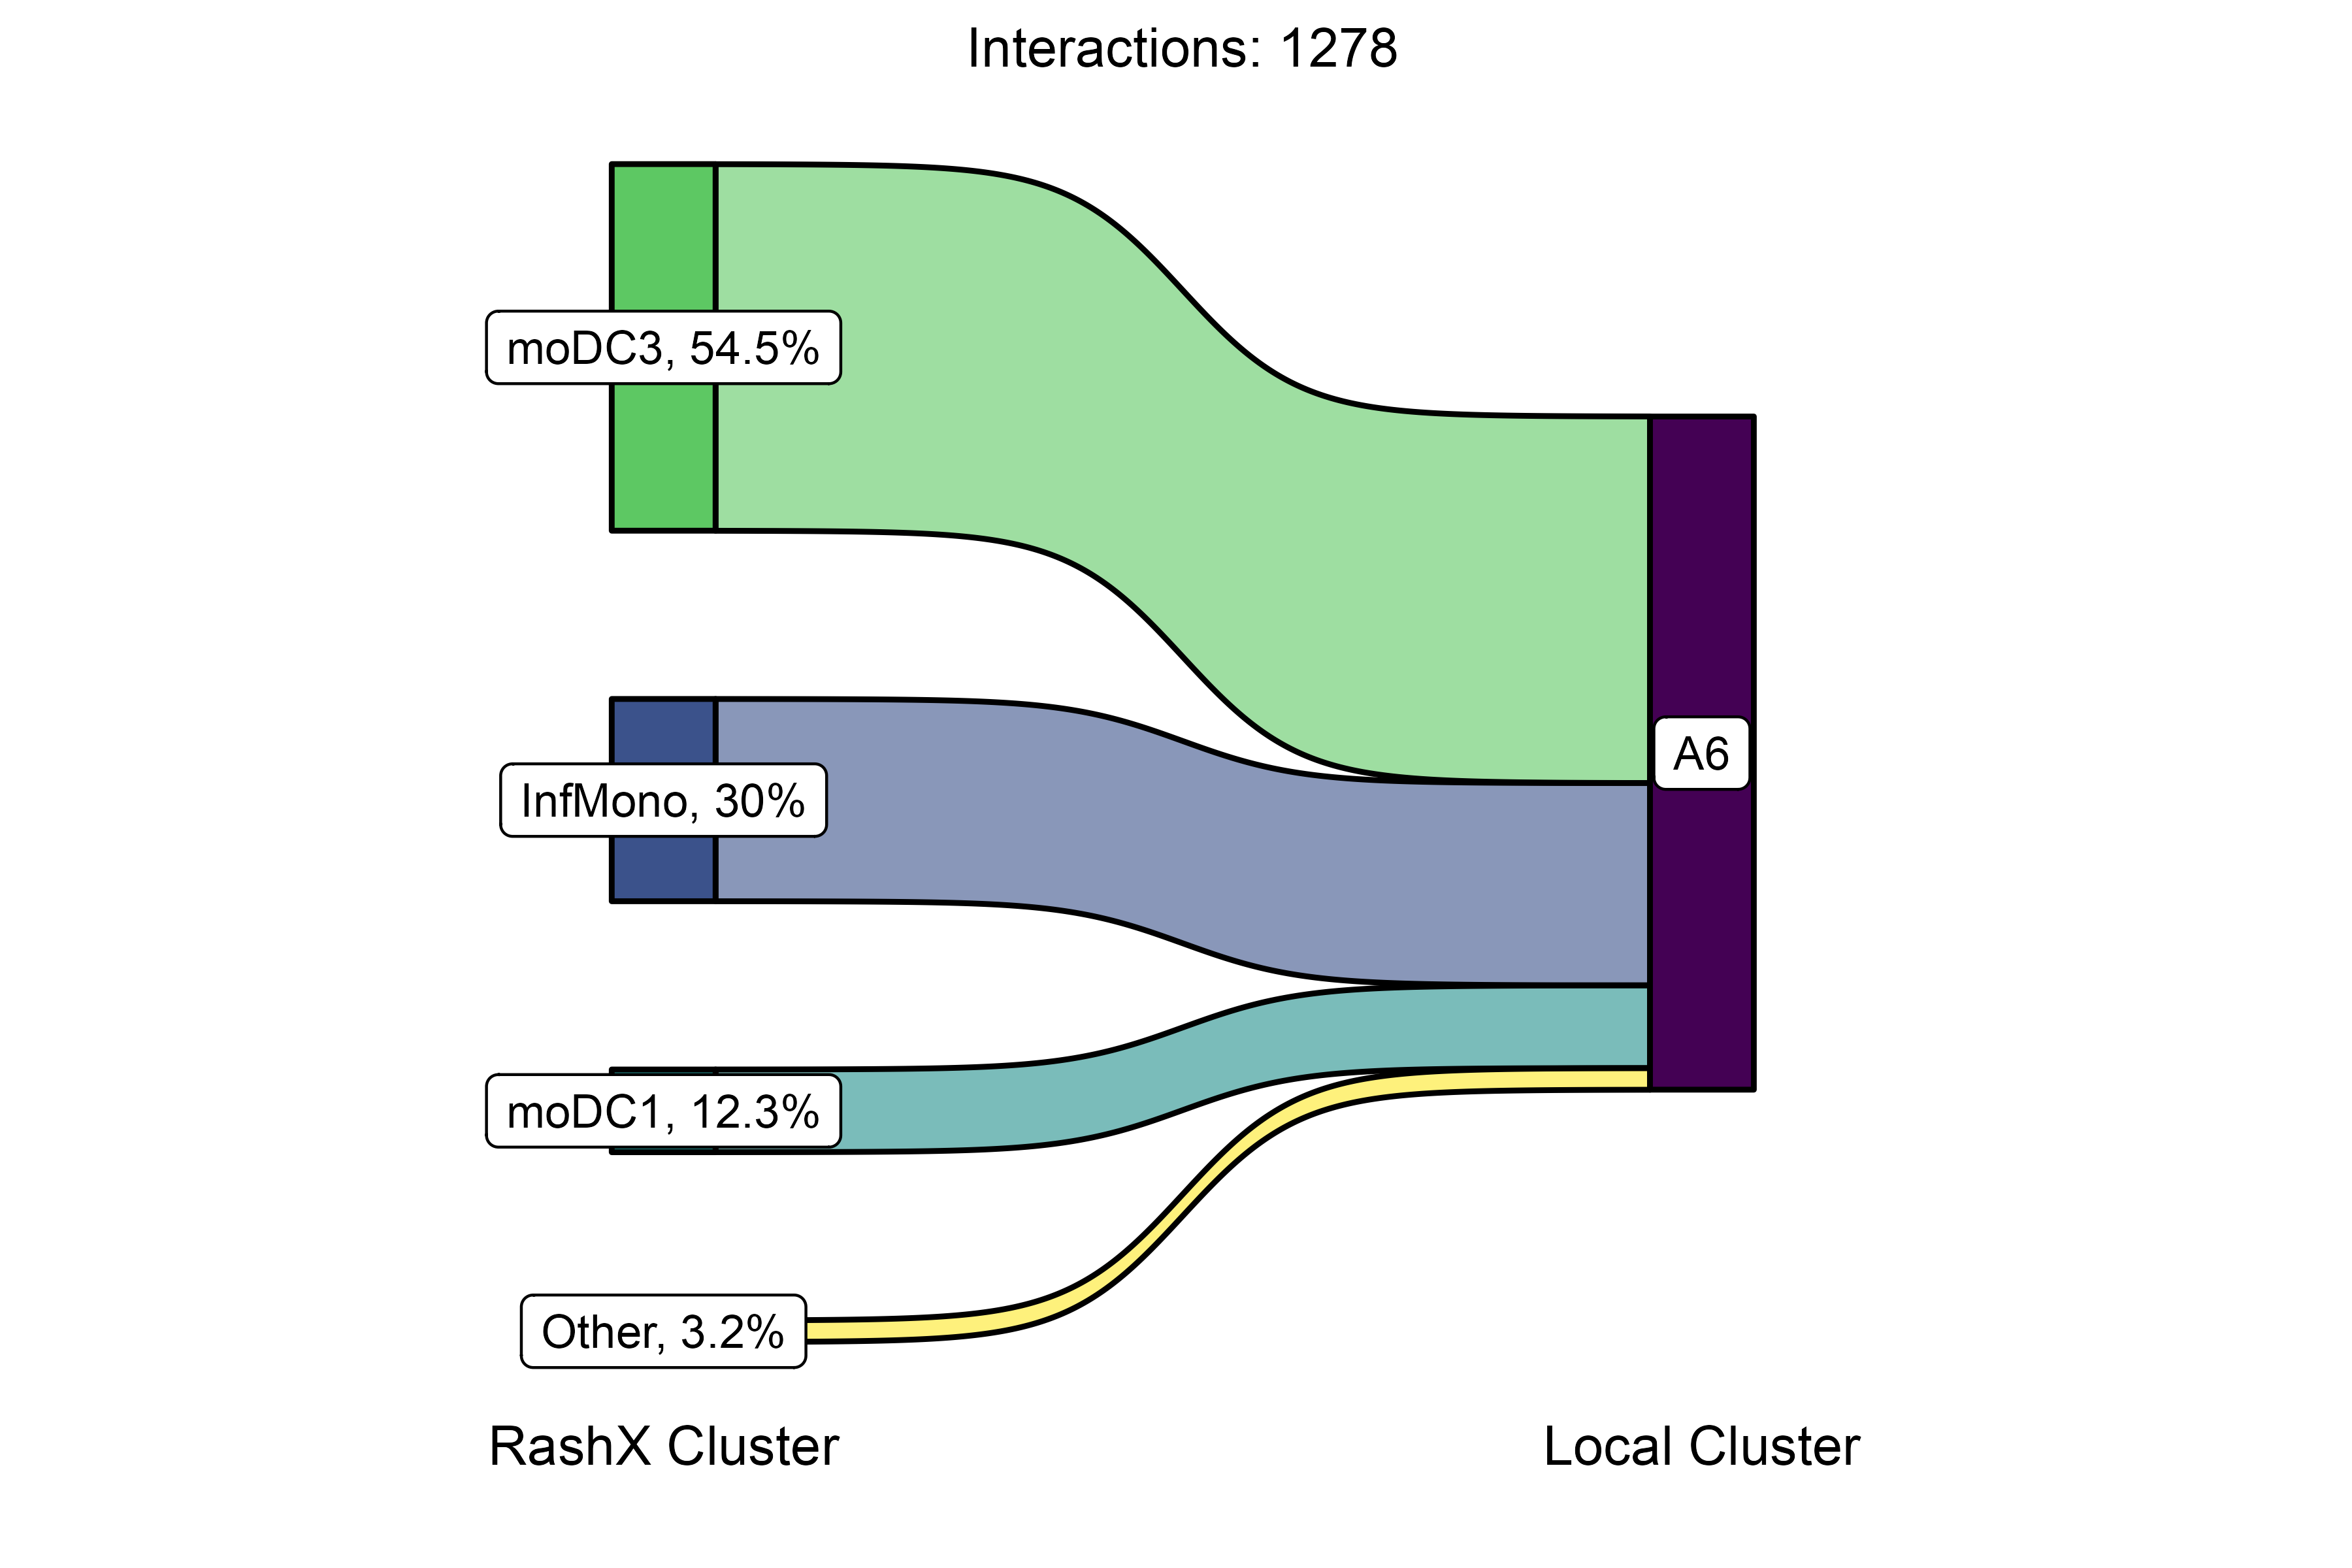 Interactions: 1278
moDC3, 54.5%
InfMono, 30%
A6
moDC1, 12.3%
Other, 3.2%
RashX Cluster
Local Cluster